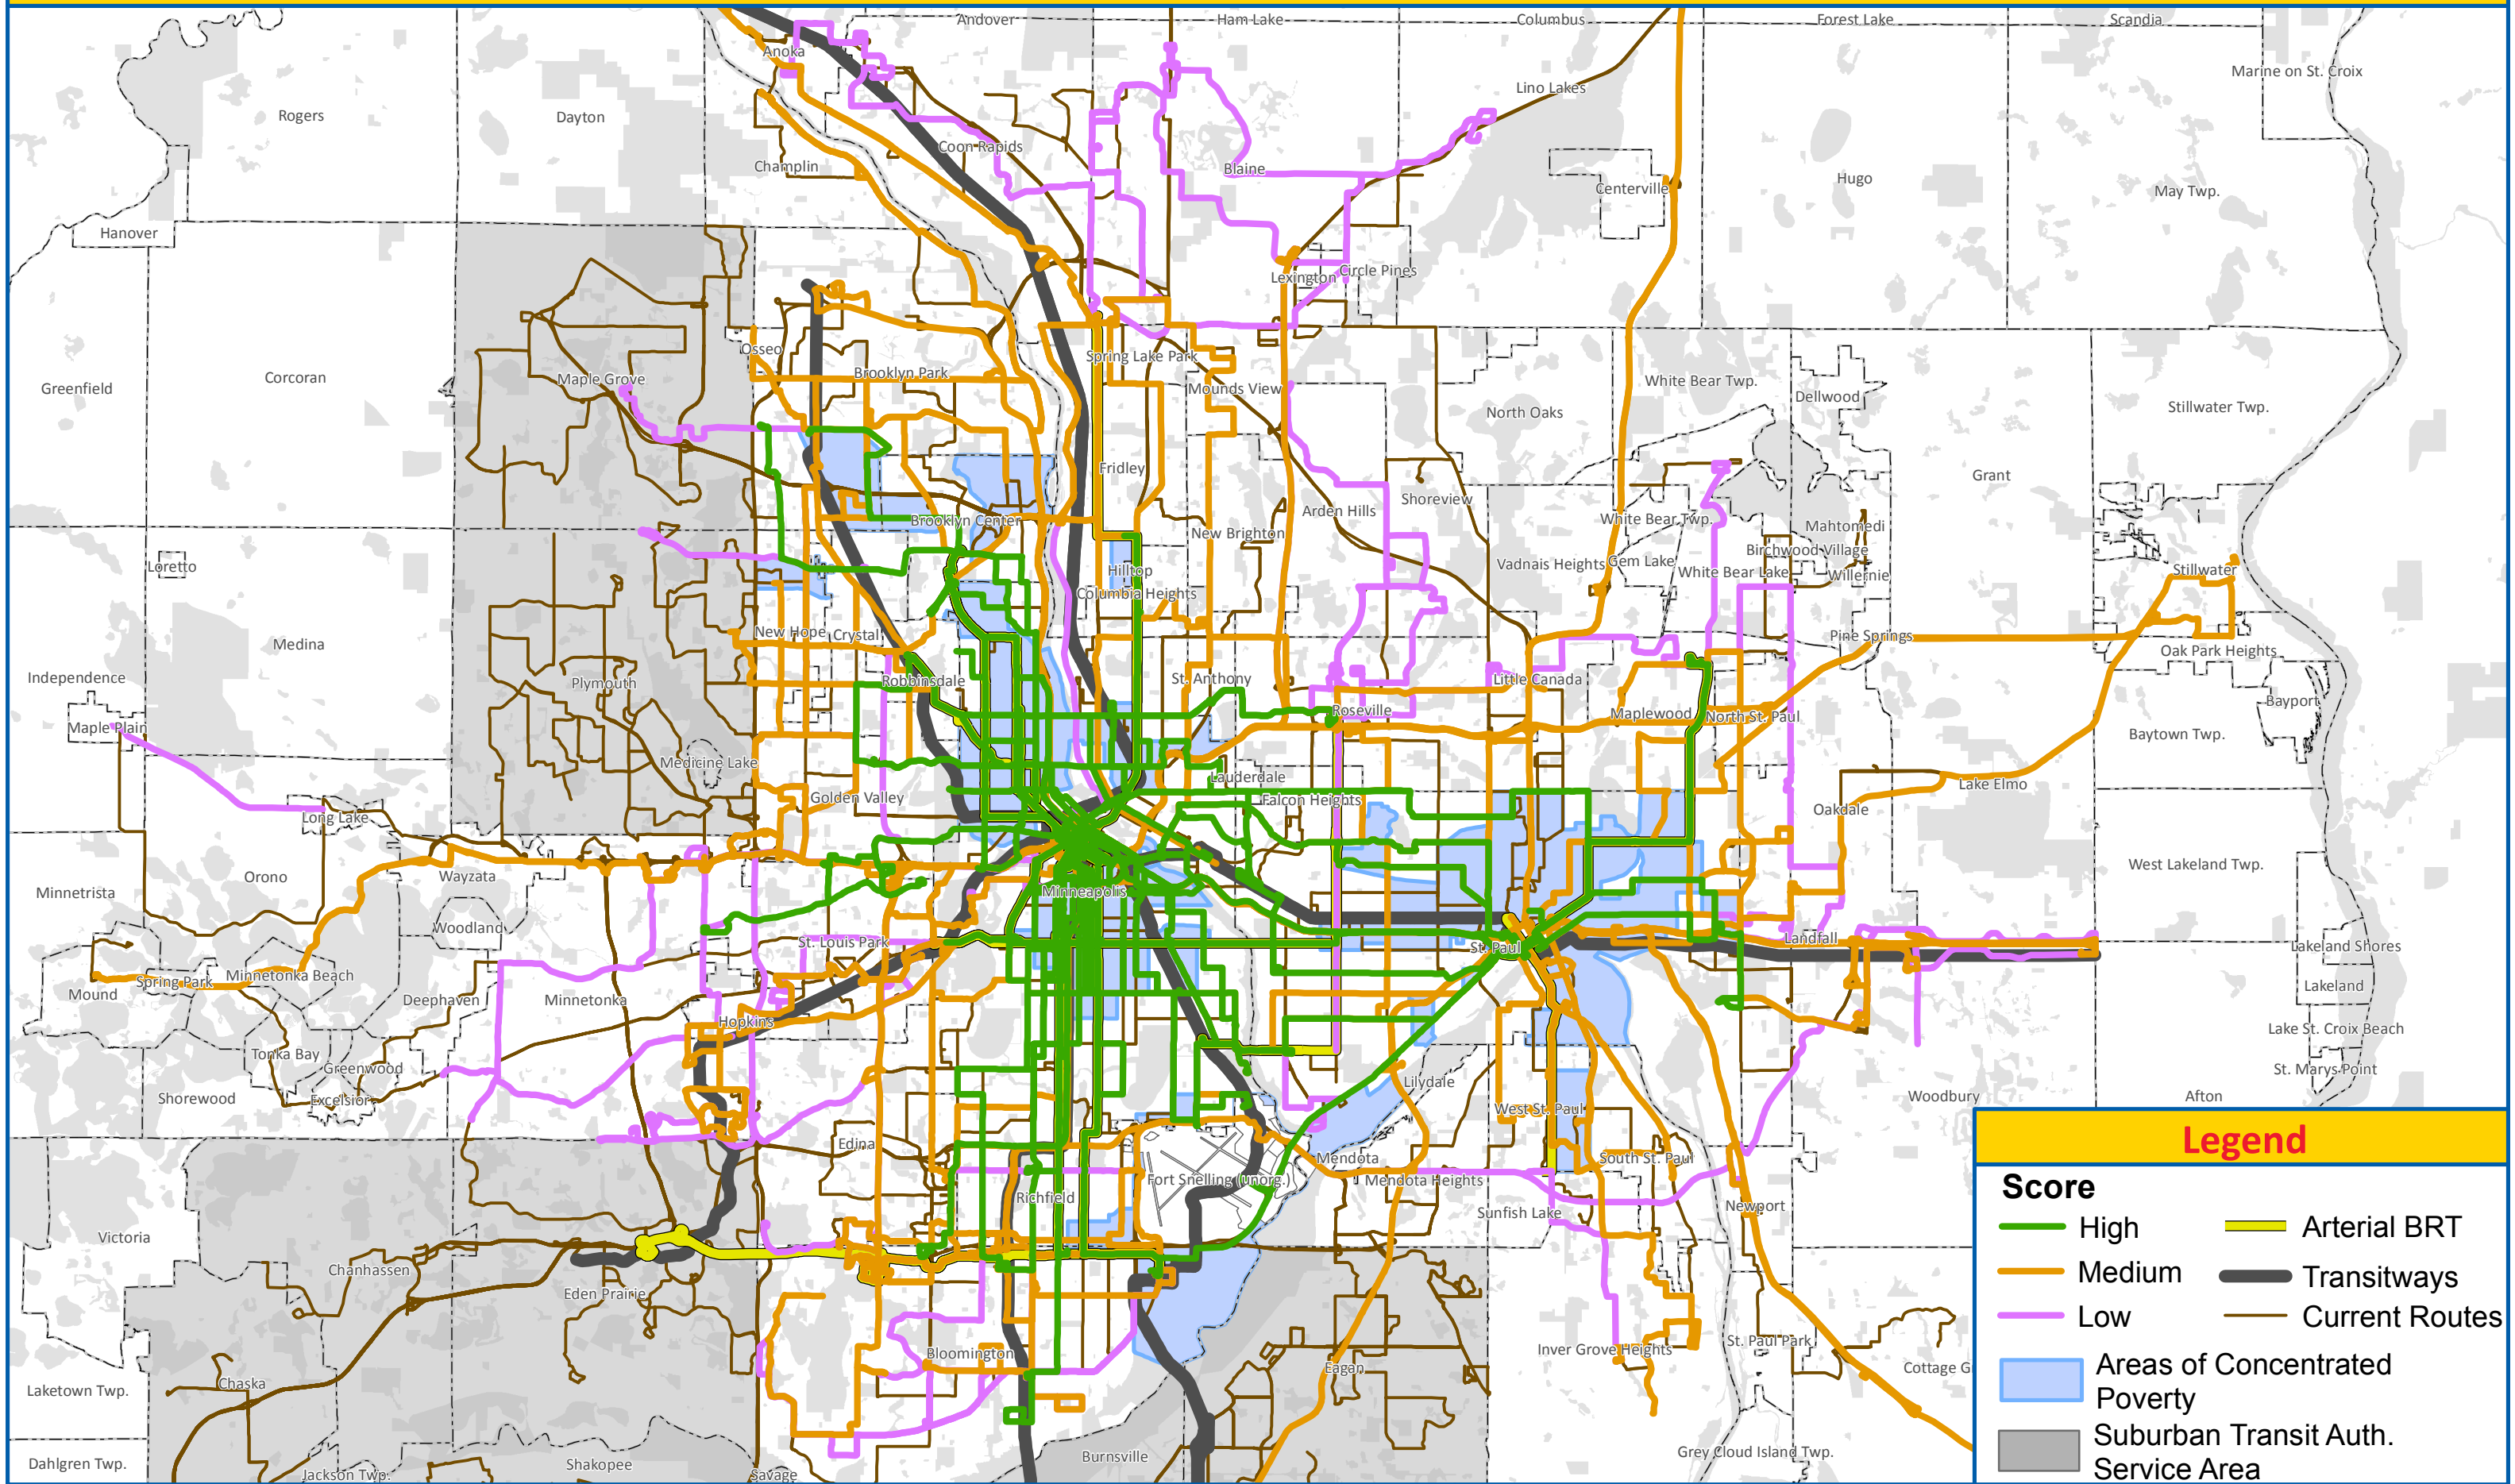 Andover
Ham Lake
Columbus
Forest Lake
Scandia
Anoka
Marine on St. Croix
Lino Lakes
Rogers
Dayton
Coon Rapids
Champlin
Blaine
Centerville
Hugo
May Twp.
Hanover
Lexington
Circle Pines
Osseo
Spring Lake Park
Brooklyn Park
Maple Grove
Corcoran
Greenfield
Mounds View
White Bear Twp.
Dellwood
North Oaks
Stillwater Twp.
Fridley
Grant
Shoreview
Arden Hills
Brooklyn Center
White Bear Twp.
Mahtomedi
New Brighton
Birchwood Village
Loretto
Hilltop
Vadnais Heights
Gem Lake
White Bear Lake
Willernie
Stillwater
Columbia Heights
New Hope
Crystal
Pine Springs
Medina
Oak Park Heights
Independence
Plymouth
Robbinsdale
St. Anthony
Little Canada
Bayport
Maple Plain
Roseville
Maplewood
North St. Paul
Baytown Twp.
Medicine Lake
Lauderdale
Golden Valley
Falcon Heights
Lake Elmo
Oakdale
Long Lake
West Lakeland Twp.
Orono
Wayzata
Minnetrista
Minneapolis
Woodland
St. Louis Park
St. Paul
Landfall
Lakeland Shores
Minnetonka Beach
Spring Park
Mound
Deephaven
Minnetonka
Lakeland
Hopkins
Lake St. Croix Beach
Tonka Bay
Greenwood
St. Marys Point
Lilydale
Shorewood
Excelsior
Woodbury
Afton
West St. Paul
Edina
Mendota
South St. Paul
Fort Snelling (unorg.)
Mendota Heights
Richfield
Newport
Sunfish Lake
Victoria
Chanhassen
Eden Prairie
St. Paul Park
Bloomington
Inver Grove Heights
Eagan
Cottage G
Chaska
Laketown Twp.
Grey Cloud Island Twp.
Burnsville
Dahlgren Twp.
Shakopee
Jackson Twp.
Savage
Legend
Score
High
Arterial BRT
Medium
Transitways
Low
Current Routes
Areas of Concentrated
Poverty
Suburban Transit Auth.
Service Area